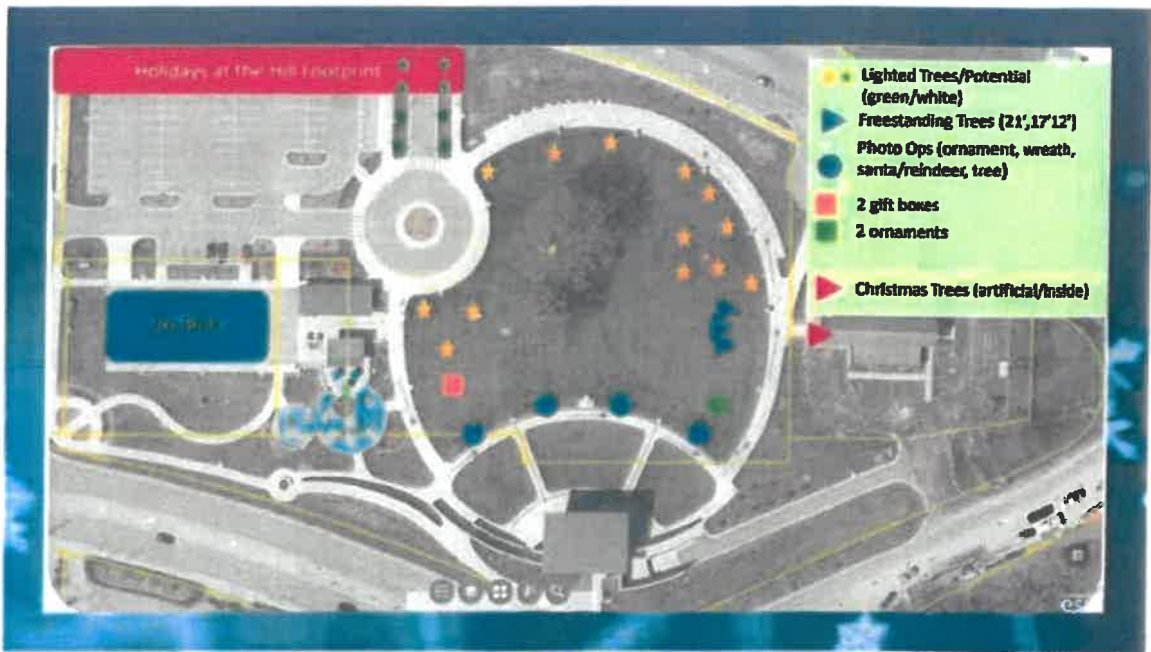 Holidays at the Hill Footprint
Lighted Trees/Potential
(green/white)
Freestanding Trees (21',17'12')
Photo Ops (ornament, wreath,
santa/reindeer, tree)
2 gift boxes
2 ornaments
Christmas Trees (artificial/inside)